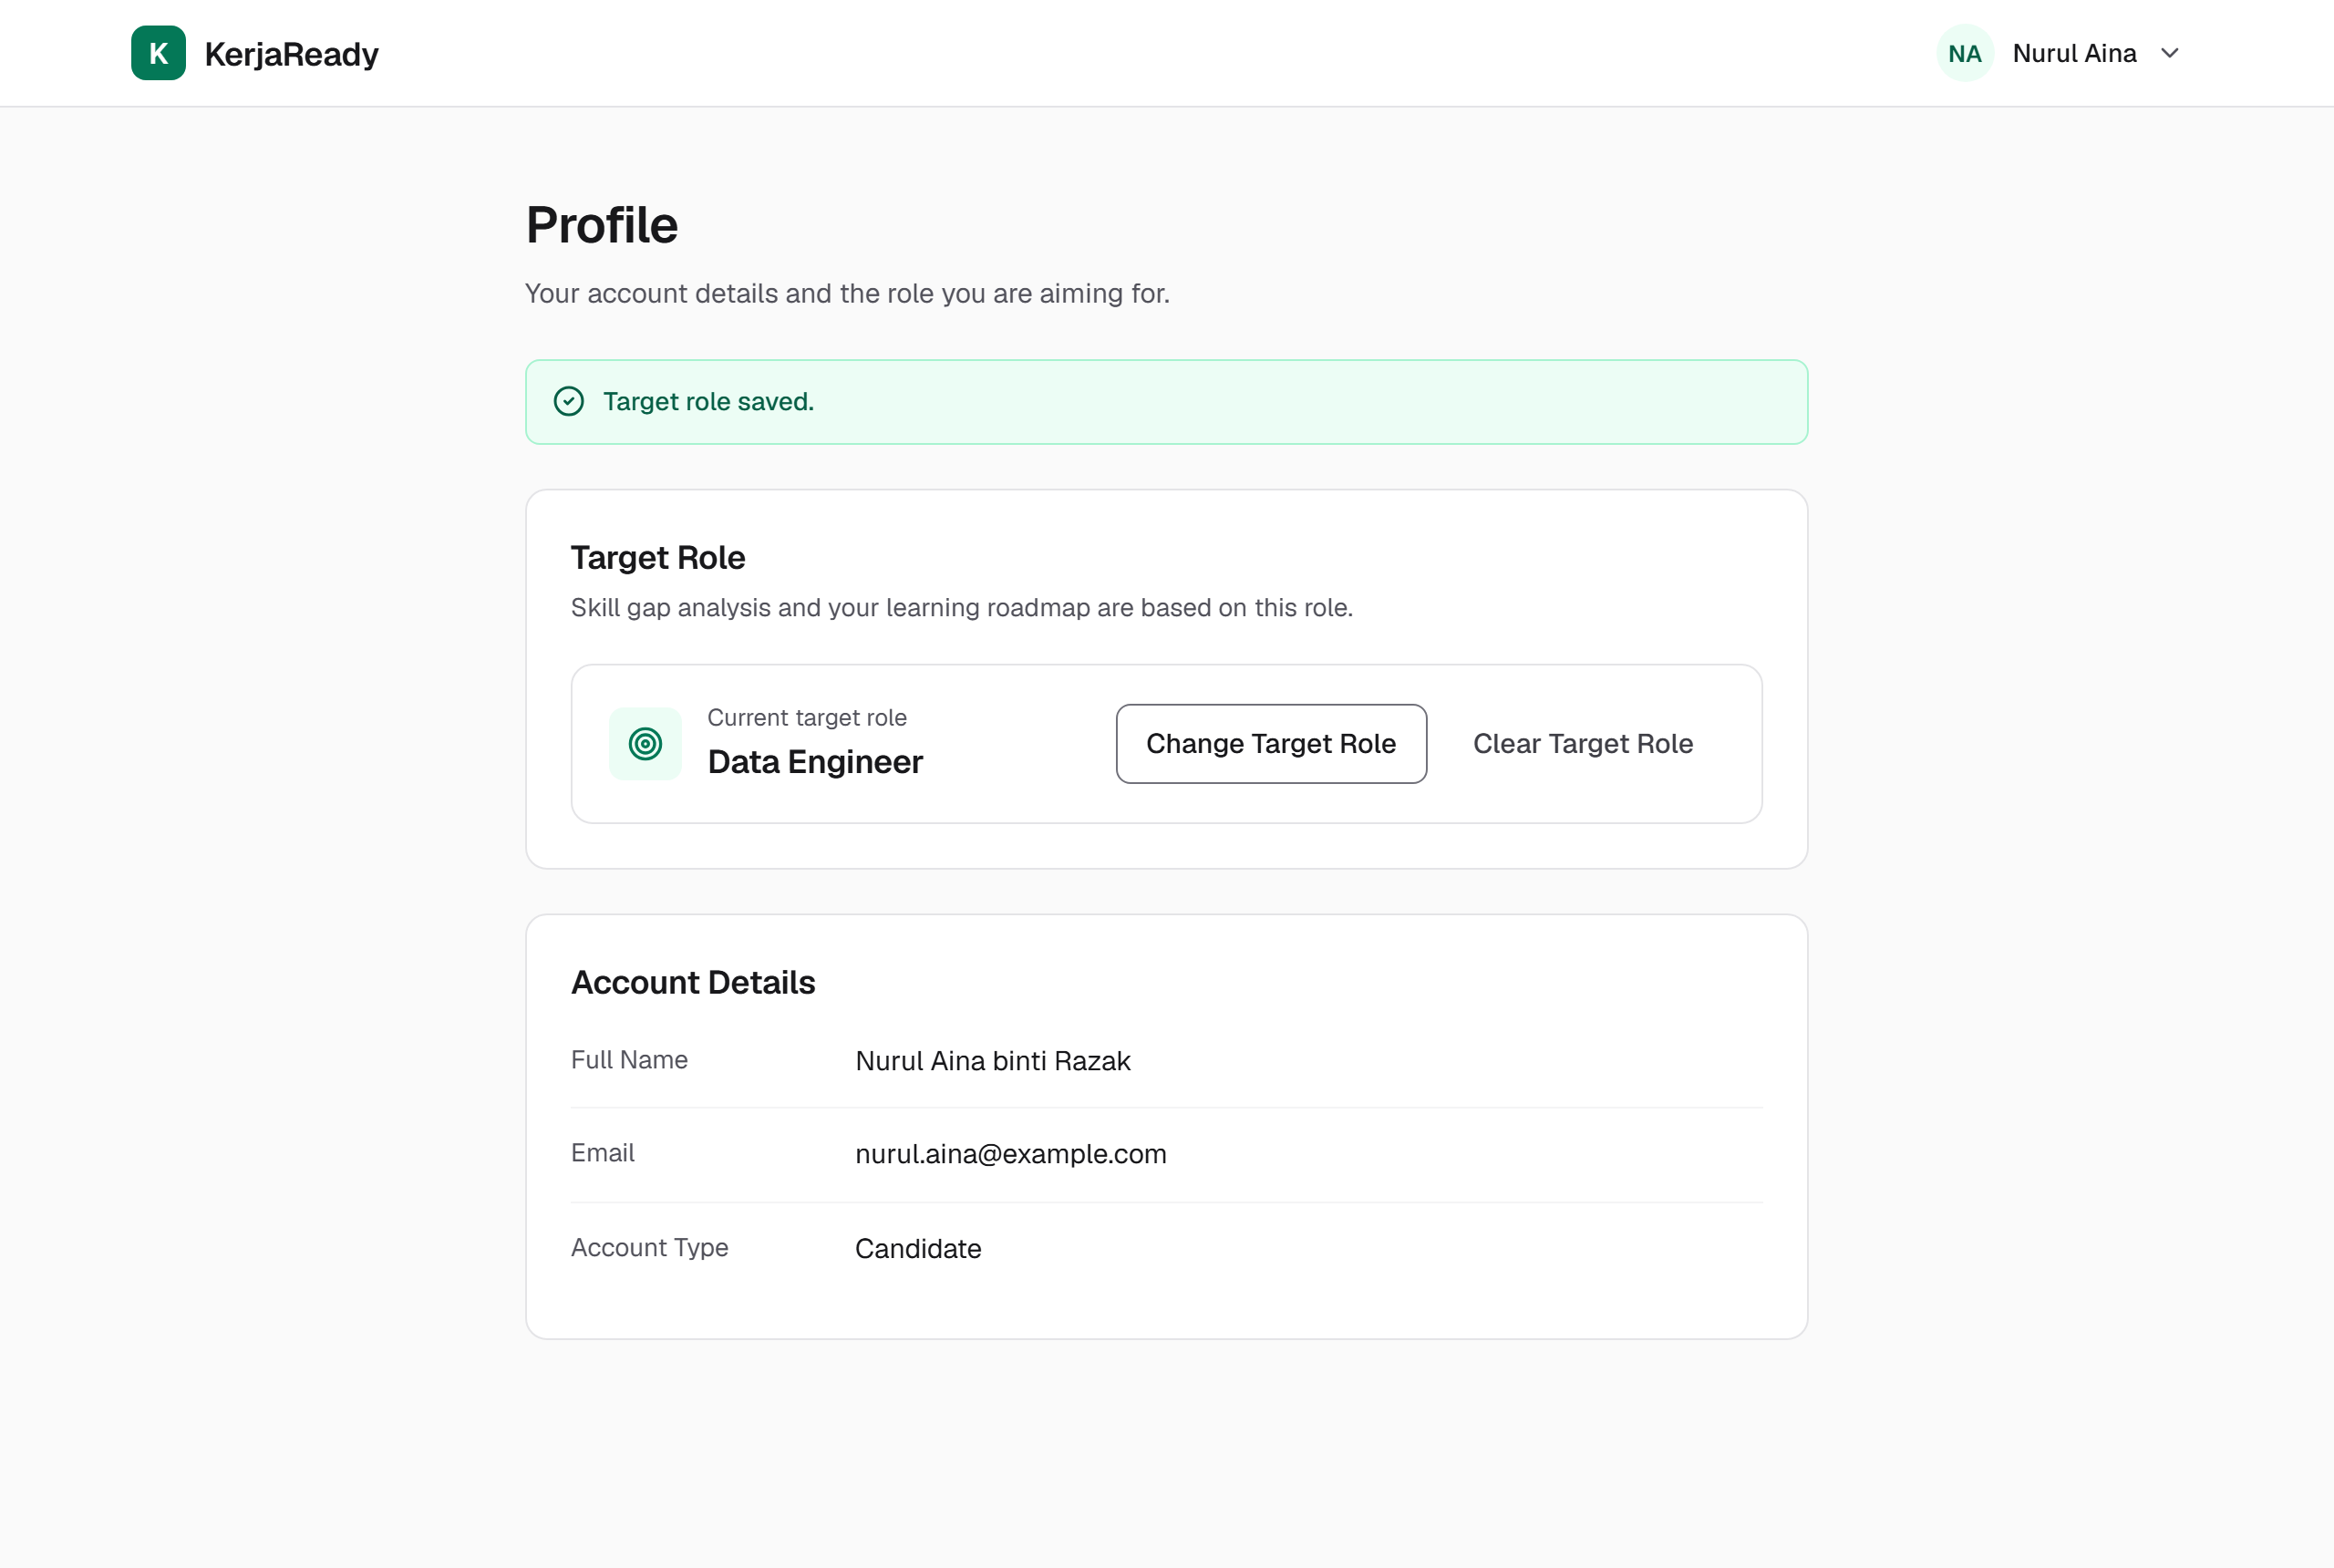 K KerjaReady
NA Nurul Aina
Profile
Your account details and the role you are aiming for.
Target role saved.
Target Role
Skill gap analysis and your learning roadmap are based on this role.
Current target role
Data Engineer
Change Target Role
Clear Target Role
Account Details
Full Name Nurul Aina binti Razak
Email nurul.aina@example.com
Account Type Candidate